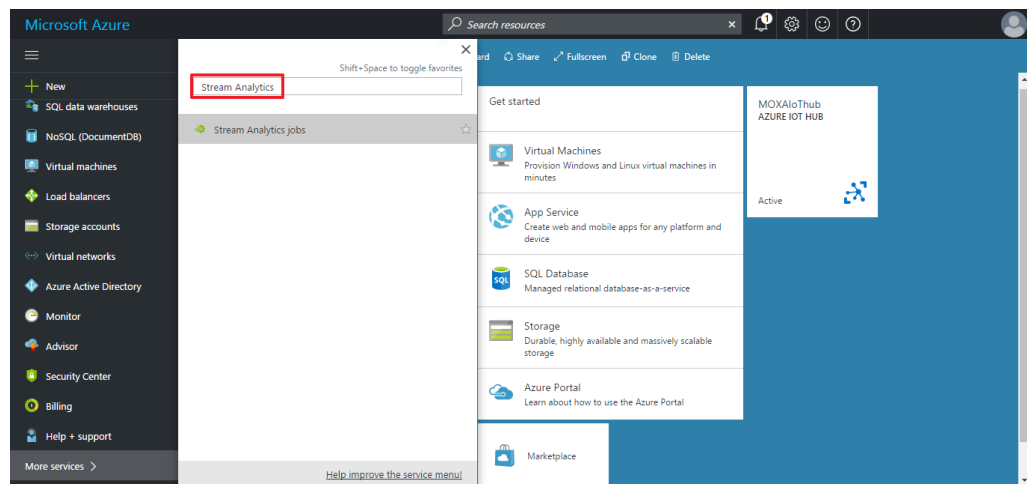 Microsoft Azure
Search resources
1
Shift+Space to toggle favorites
Stream Analytics
Stream Analytics jobs
Help improve the service menu!
New
SQL data warehouses
NoSQL (DocumentDB)
Virtual machines
Load balancers
Storage accounts
Virtual networks
Azure Active Directory
Monitor
Advisor
Security Center
Billing
Help + support
More services >
ard Share Fullscreen Clone Delete
Get started
Virtual Machines
Provision Windows and Linux virtual machines in
minutes
App Service
Create web and mobile apps for any platform and
device
SQL
SQL Database
Managed relational database-as-a-service
Storage
Durable, highly available and massively scalable
storage
Azure Portal
Learn about how to use the Azure Portal
Marketplace
MOXAIoThub
AZURE IOT HUB
Active